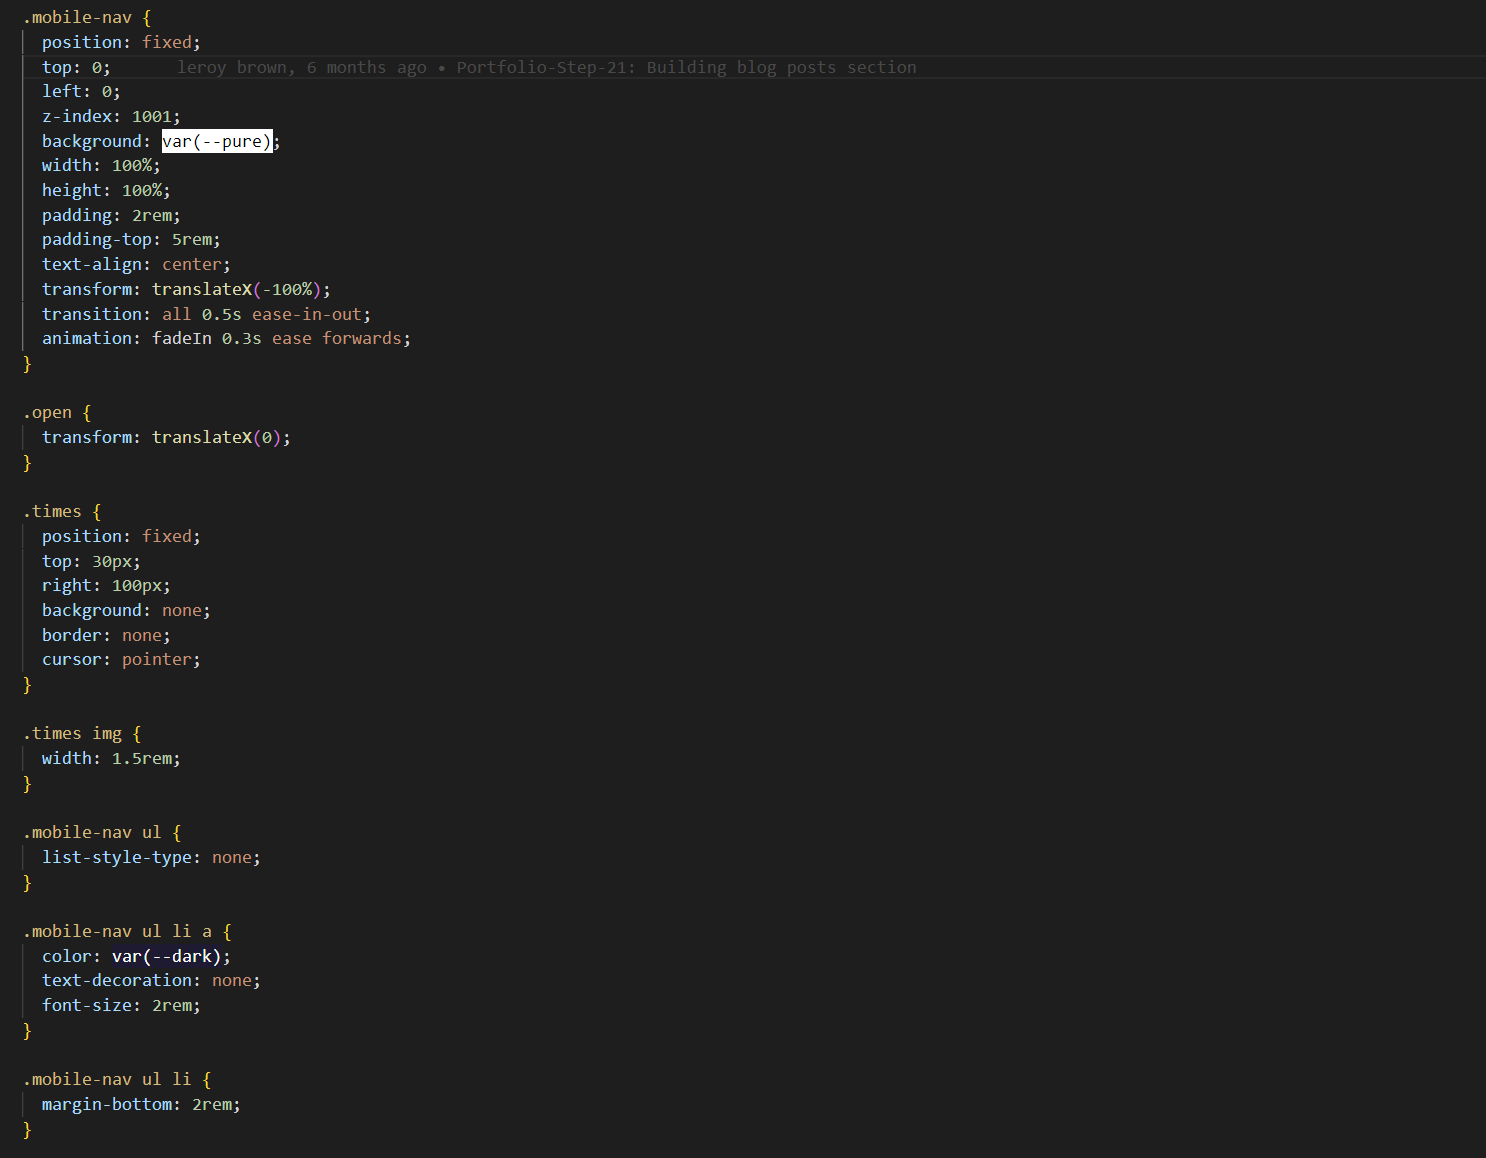 .mobile-nav {
  position: fixed;
  top: 0;       leroy brown, 6 months ago • Portfolio-Step-21: Building blog posts section
  left: 0;
  z-index: 1001;
  background: var(--pure);
  width: 100%;
  height: 100%;
  padding: 2rem;
  padding-top: 5rem;
  text-align: center;
  transform: translateX(-100%);
  transition: all 0.5s ease-in-out;
  animation: fadeIn 0.3s ease forwards;
}

.open {
  transform: translateX(0);
}

.times {
  position: fixed;
  top: 30px;
  right: 100px;
  background: none;
  border: none;
  cursor: pointer;
}

.times img {
  width: 1.5rem;
}

.mobile-nav ul {
  list-style-type: none;
}

.mobile-nav ul li a {
  color: var(--dark);
  text-decoration: none;
  font-size: 2rem;
}

.mobile-nav ul li {
  margin-bottom: 2rem;
}